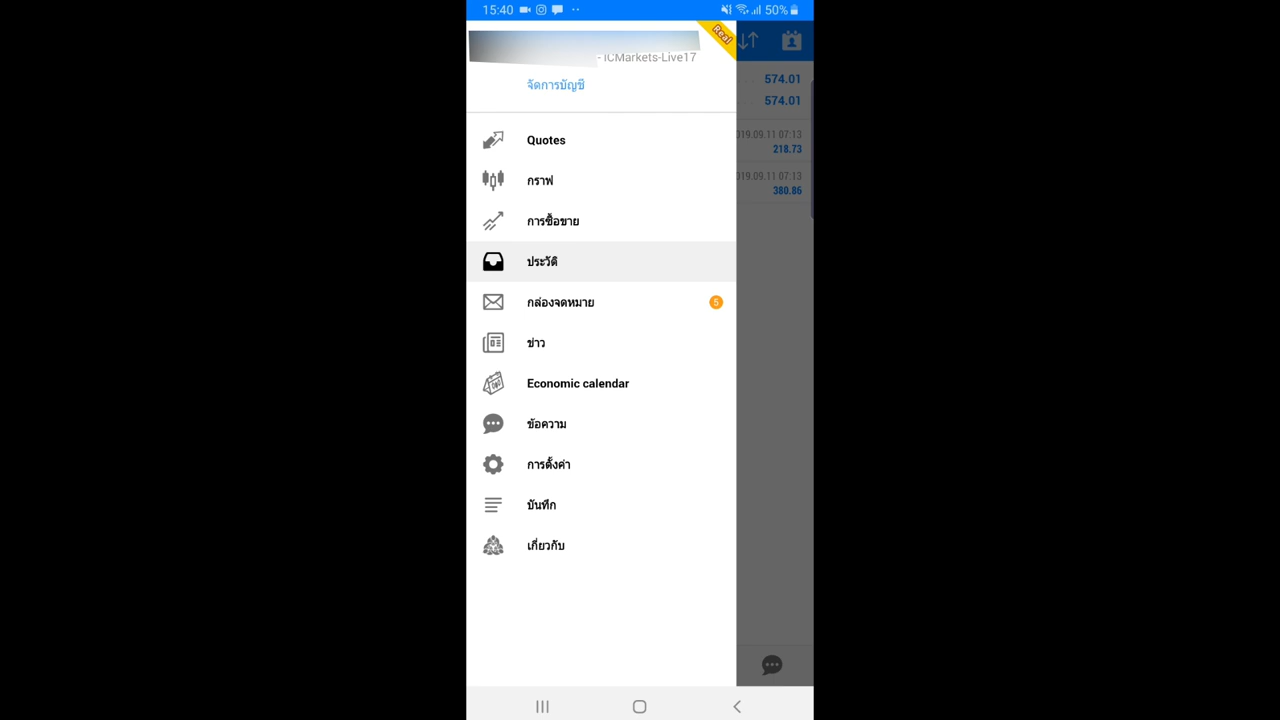 15:40
50%
Real
- ICMarkets-Live17
จัดการบัญชี
574.01
574.01
Quotes
019.09.11 07:13
218.73
กราฟ
019.09.11 07:13
380.86
การซื้อขาย
ประวัติ
กล่องจดหมาย
5
ข่าว
Economic calendar
ข้อความ
การตั้งค่า
บันทึก
เกี่ยวกับ